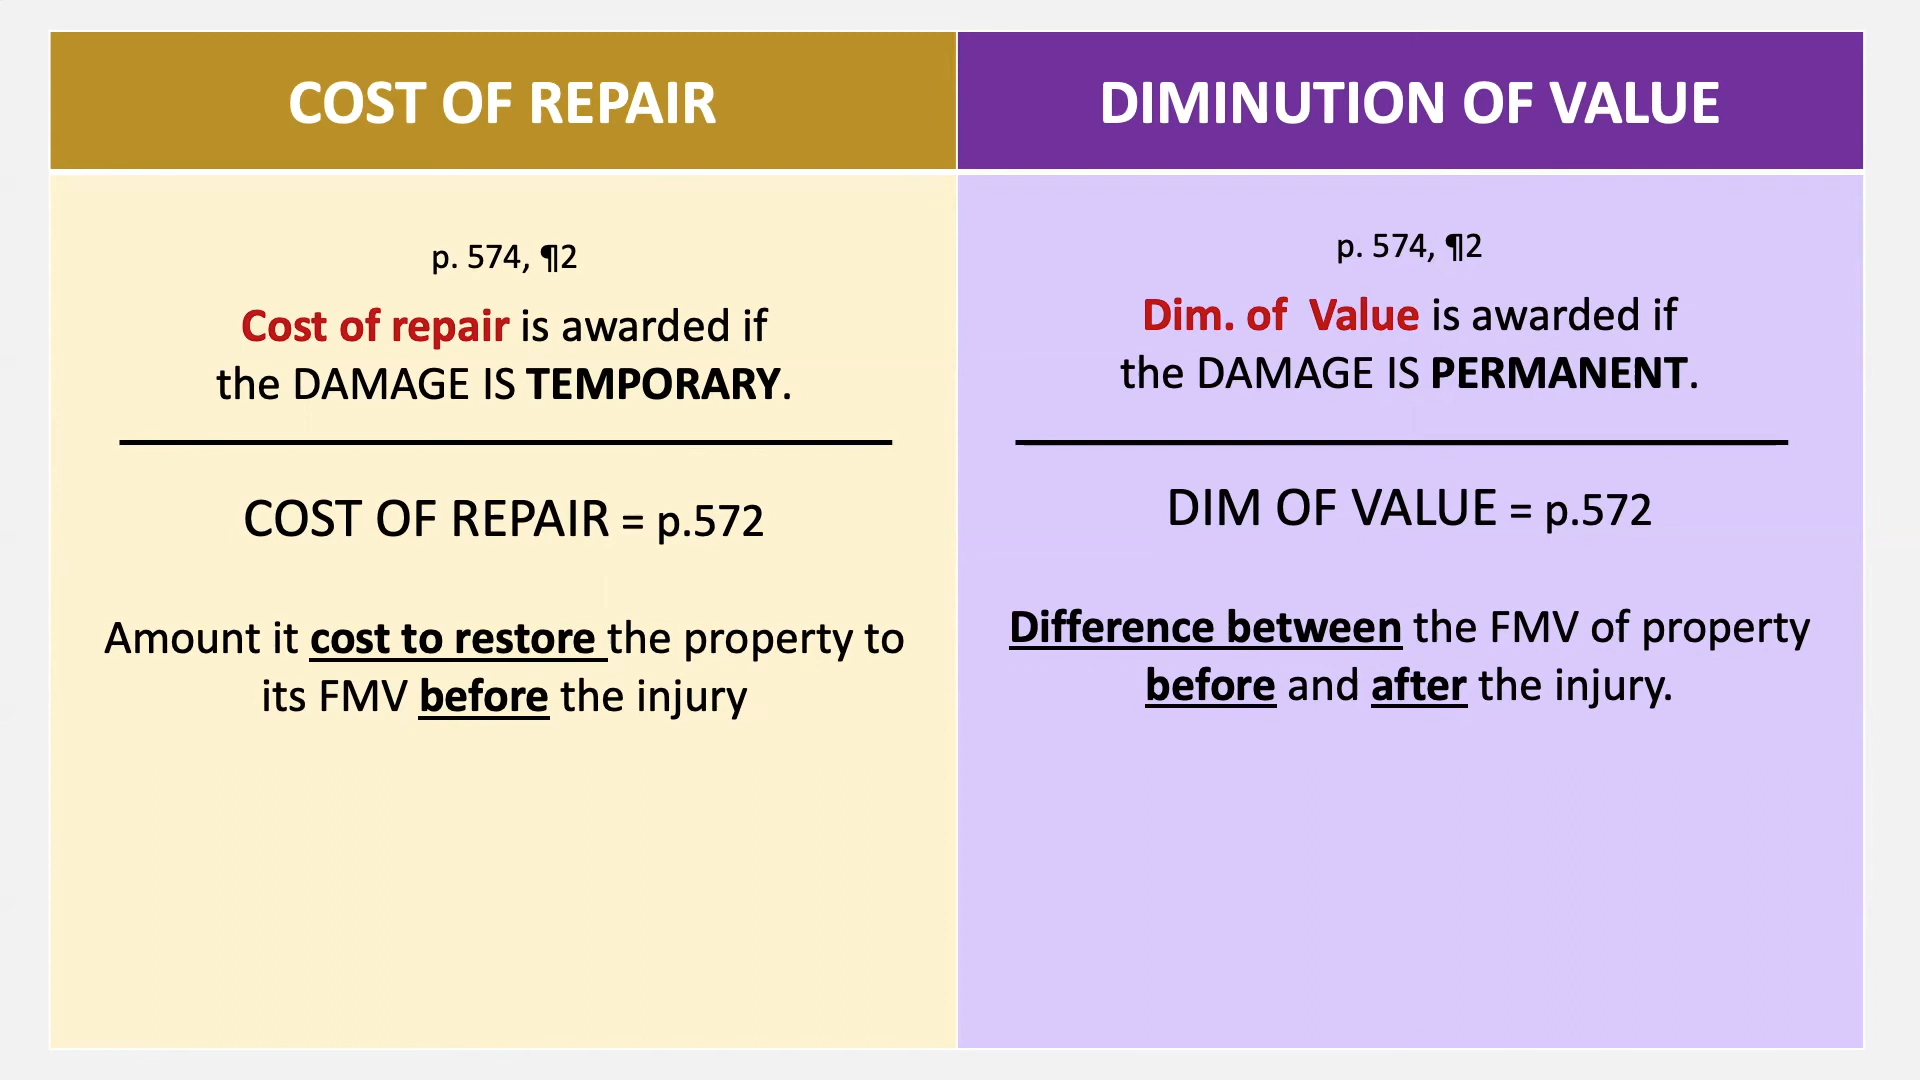 COST OF REPAIR
p. 574, ¶2
Cost of repair is awarded if
the DAMAGE IS TEMPORARY.
COST OF REPAIR = p.572
Amount it cost to restore the property to
its FMV before the injury
DIMINUTION OF VALUE
p. 574, ¶2
Dim. of  Value is awarded if
the DAMAGE IS PERMANENT.
DIM OF VALUE = p.572
Difference between the FMV of property
before and after the injury.